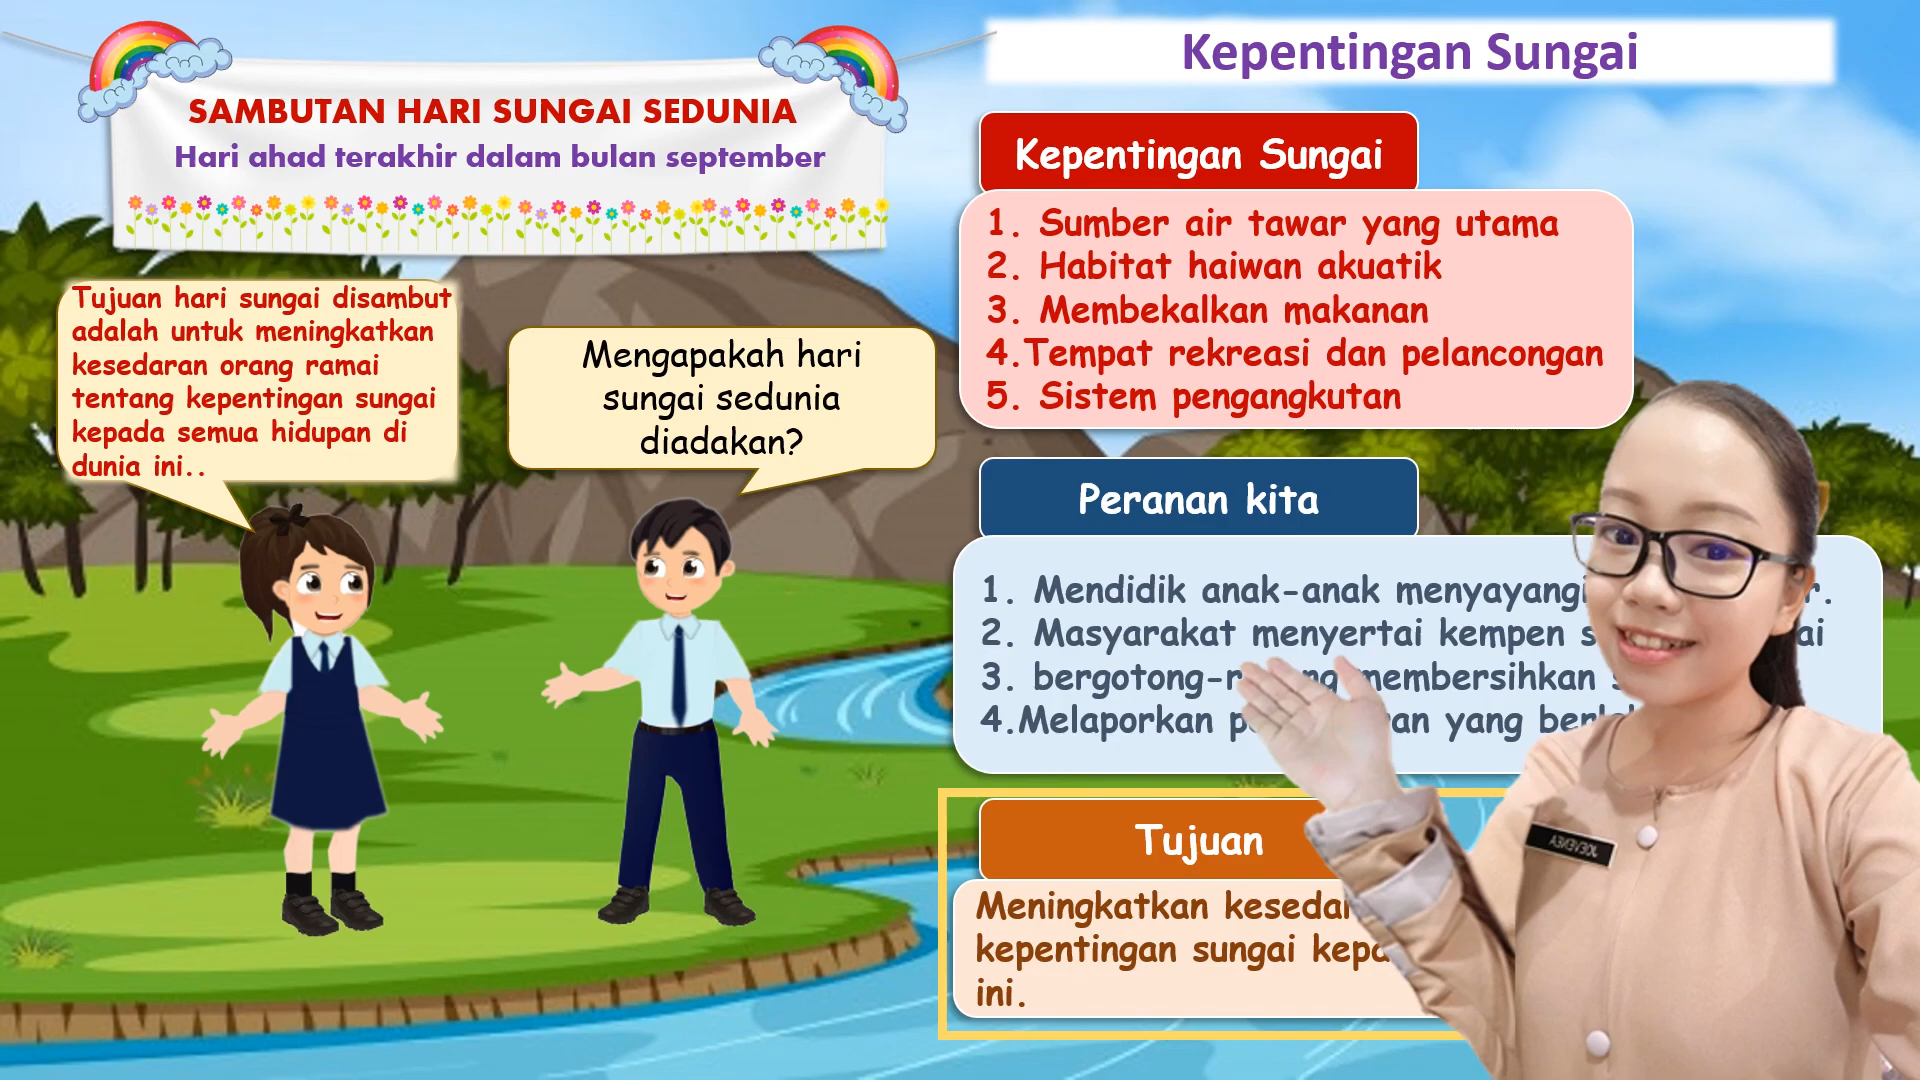 SAMBUTAN HARI SUNGAI SEDUNIA
Hari ahad terakhir dalam bulan september
Tujuan hari sungai disambut
adalah untuk meningkatkan
kesedaran orang ramai
tentang kepentingan sungai
kepada semua hidupan di
dunia ini..
Mengapakah hari
sungai sedunia
diadakan?
Kepentingan Sungai
Kepentingan Sungai
1. Sumber air tawar yang utama
2. Habitat haiwan akuatik
3. Membekalkan makanan
4.Tempat rekreasi dan pelancongan
5. Sistem pengangkutan
Peranan kita
1. Mendidik anak-anak menyayangi
2. Masyarakat menyertai kempen
3. membersihkan
4.Melaporkan yang
Tujuan
Meningkatkan
kepentingan sungai
ini.
JOEVENEA